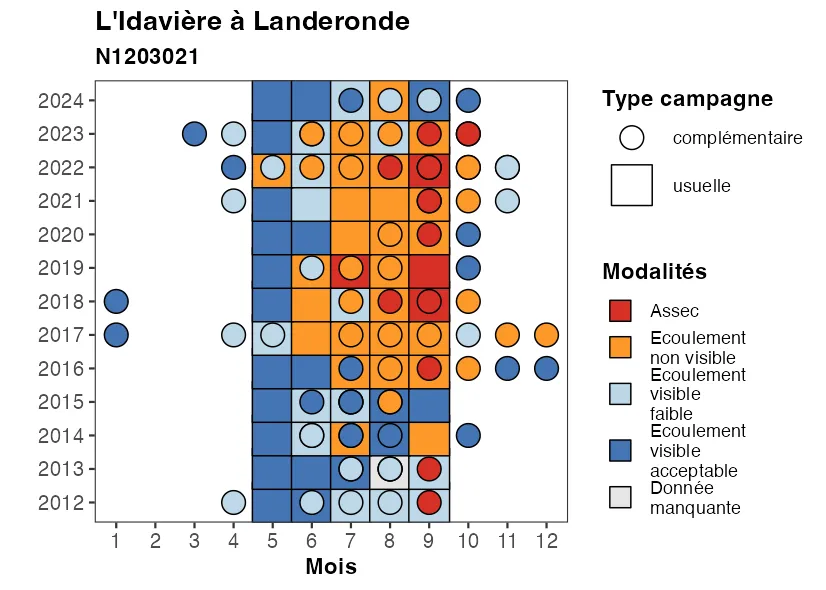 L'Idavière à Landeronde
N1203021
2024
2023
2022
2021
2020
2019
2018
2017
2016
2015
2014
2013
2012
1 2 3 4 5 6 7 8 9 10 11 12
Mois
Type campagne
complémentaire
usuelle
Modalités
Assec
Ecoulement
non visible
Ecoulement
visible
faible
Ecoulement
visible
acceptable
Donnée
manquante